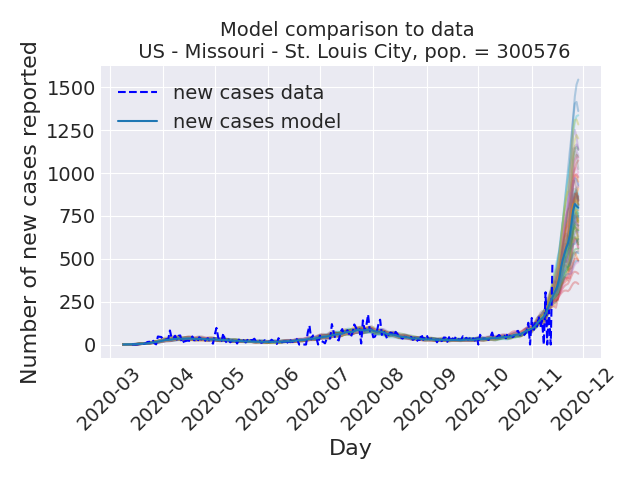 Model comparison to data
US - Missouri - St. Louis City, pop. = 300576
Number of new cases reported
1500
1250
1000
750
500
250
0
new cases data
new cases model
2020-03
2020-04
2020-05
2020-06
2020-07
2020-08
2020-09
2020-10
2020-11
2020-12
Day